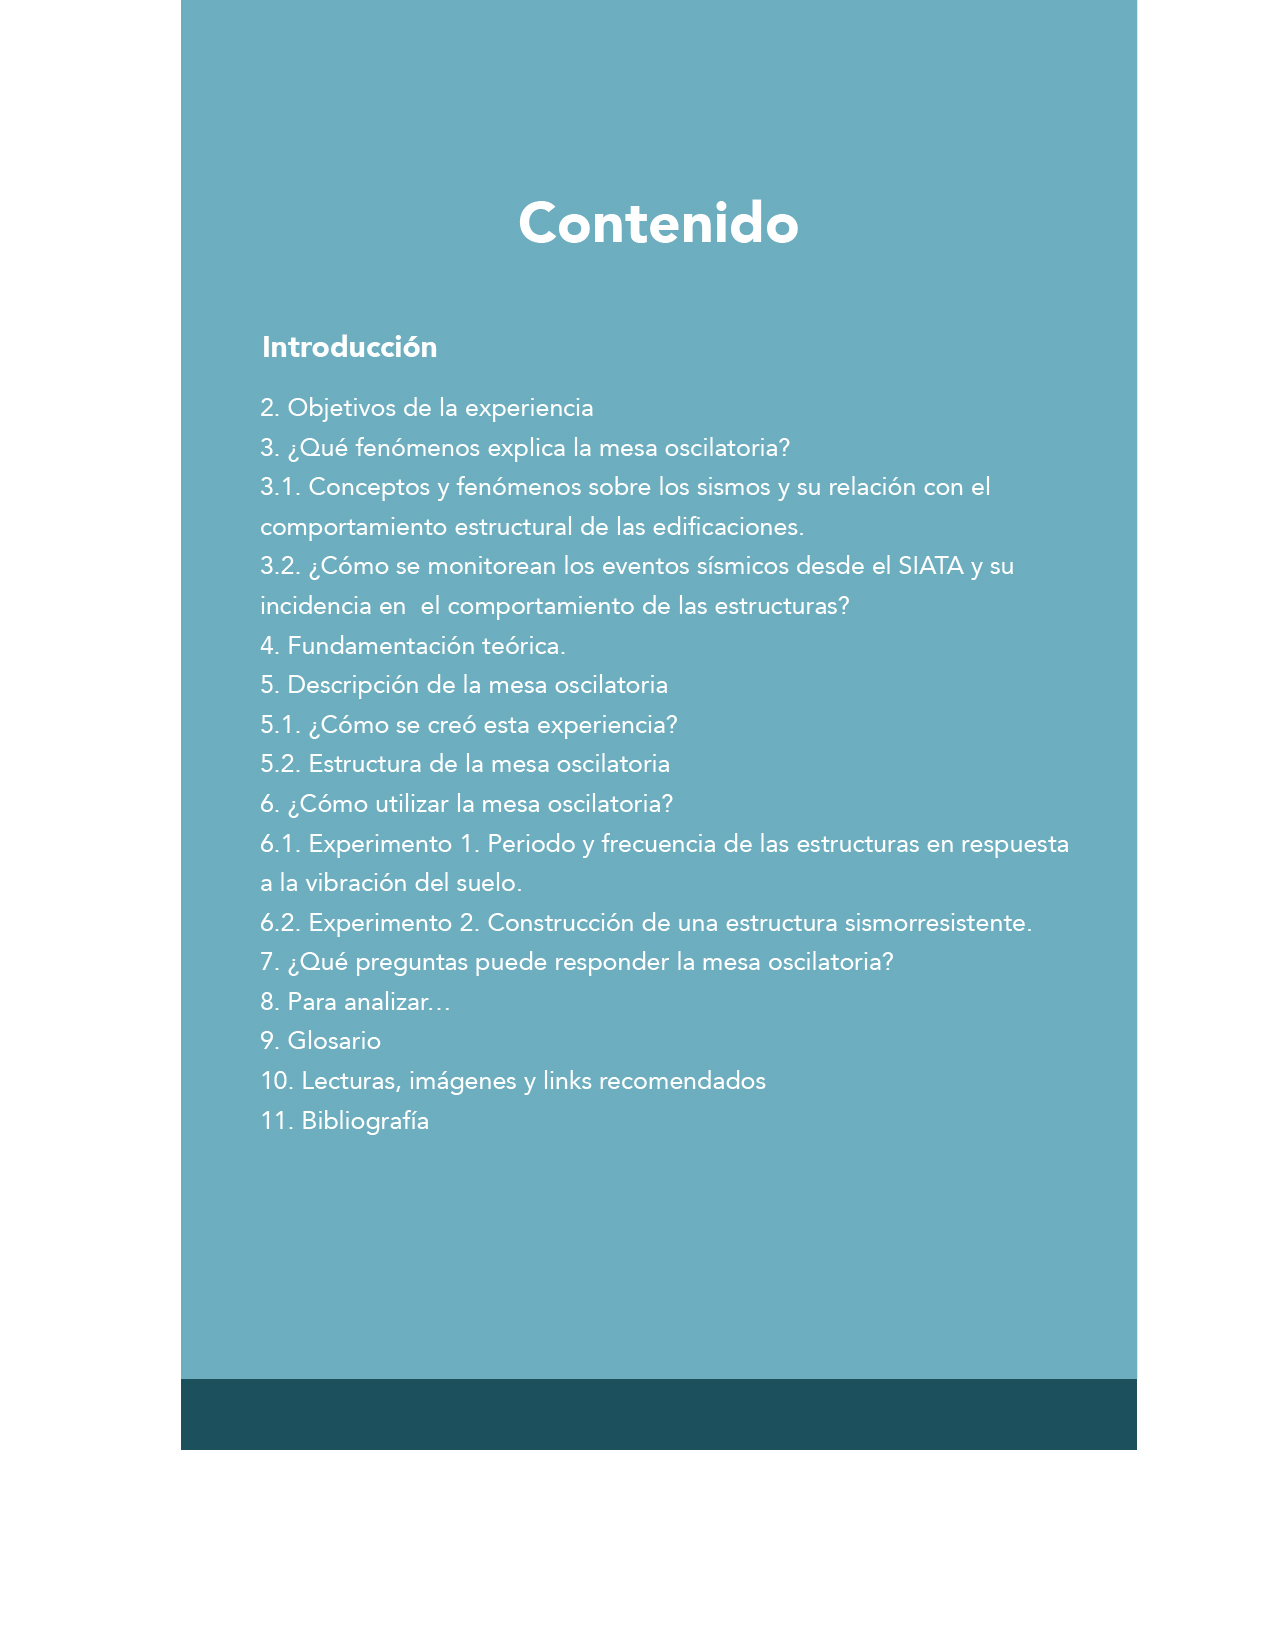 Contenido
Introducción
2. Objetivos de la experiencia
3. ¿Qué fenómenos explica la mesa oscilatoria?
3.1. Conceptos y fenómenos sobre los sismos y su relación con el
comportamiento estructural de las edificaciones.
3.2. ¿Cómo se monitorean los eventos sísmicos desde el SIATA y su
incidencia en  el comportamiento de las estructuras?
4. Fundamentación teórica.
5. Descripción de la mesa oscilatoria
5.1. ¿Cómo se creó esta experiencia?
5.2. Estructura de la mesa oscilatoria
6. ¿Cómo utilizar la mesa oscilatoria?
6.1. Experimento 1. Periodo y frecuencia de las estructuras en respuesta
a la vibración del suelo.
6.2. Experimento 2. Construcción de una estructura sismorresistente.
7. ¿Qué preguntas puede responder la mesa oscilatoria?
8. Para analizar…
9. Glosario
10. Lecturas, imágenes y links recomendados
11. Bibliografía